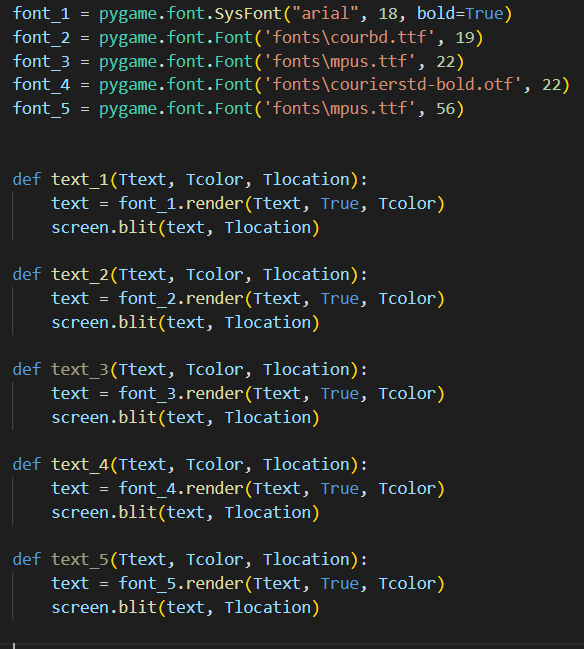 font_1 = pygame.font.SysFont("arial", 18, bold=True)
font_2 = pygame.font.Font('fonts\courbd.ttf', 19)
font_3 = pygame.font.Font('fonts\mpus.ttf', 22)
font_4 = pygame.font.Font('fonts\courierstd-bold.otf', 22)
font_5 = pygame.font.Font('fonts\mpus.ttf', 56)
def text_1(Ttext, Tcolor, Tlocation):
    text = font_1.render(Ttext, True, Tcolor)
    screen.blit(text, Tlocation)
def text_2(Ttext, Tcolor, Tlocation):
    text = font_2.render(Ttext, True, Tcolor)
    screen.blit(text, Tlocation)
def text_3(Ttext, Tcolor, Tlocation):
    text = font_3.render(Ttext, True, Tcolor)
    screen.blit(text, Tlocation)
def text_4(Ttext, Tcolor, Tlocation):
    text = font_4.render(Ttext, True, Tcolor)
    screen.blit(text, Tlocation)
def text_5(Ttext, Tcolor, Tlocation):
    text = font_5.render(Ttext, True, Tcolor)
    screen.blit(text, Tlocation)